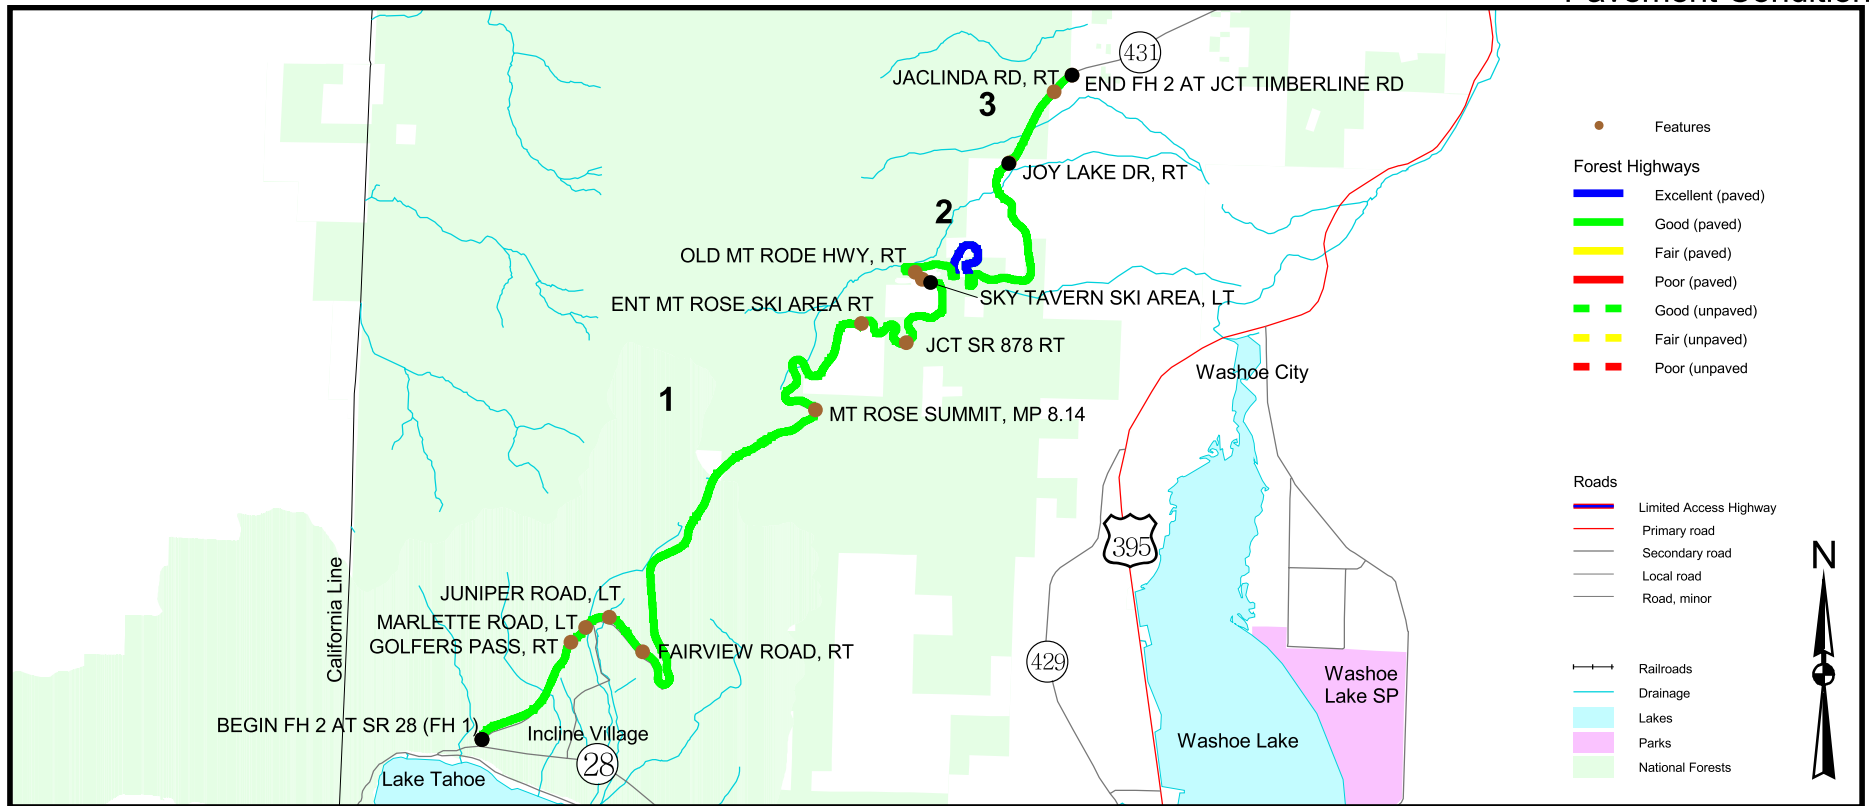 Pavement Condition
431
JACLINDA RD, RT
END FH 2 AT JCT TIMBERLINE RD
3
JOY LAKE DR, RT
2
OLD MT RODE HWY, RT
SKY TAVERN SKI AREA, LT
ENT MT ROSE SKI AREA RT
JCT SR 878 RT
1
MT ROSE SUMMIT, MP 8.14
Washoe City
395
California Line
JUNIPER ROAD, LT
MARLETTE ROAD, LT
GOLFERS PASS, RT
FAIRVIEW ROAD, RT
429
Washoe
Lake SP
BEGIN FH 2 AT SR 28 (FH 1)
Incline Village
28
Washoe Lake
Lake Tahoe
Features
Forest Highways
Excellent (paved)
Good (paved)
Fair (paved)
Poor (paved)
Good (unpaved)
Fair (unpaved)
Poor (unpaved
Roads
Limited Access Highway
Primary road
Secondary road
Local road
Road, minor
Railroads
Drainage
Lakes
Parks
National Forests
N